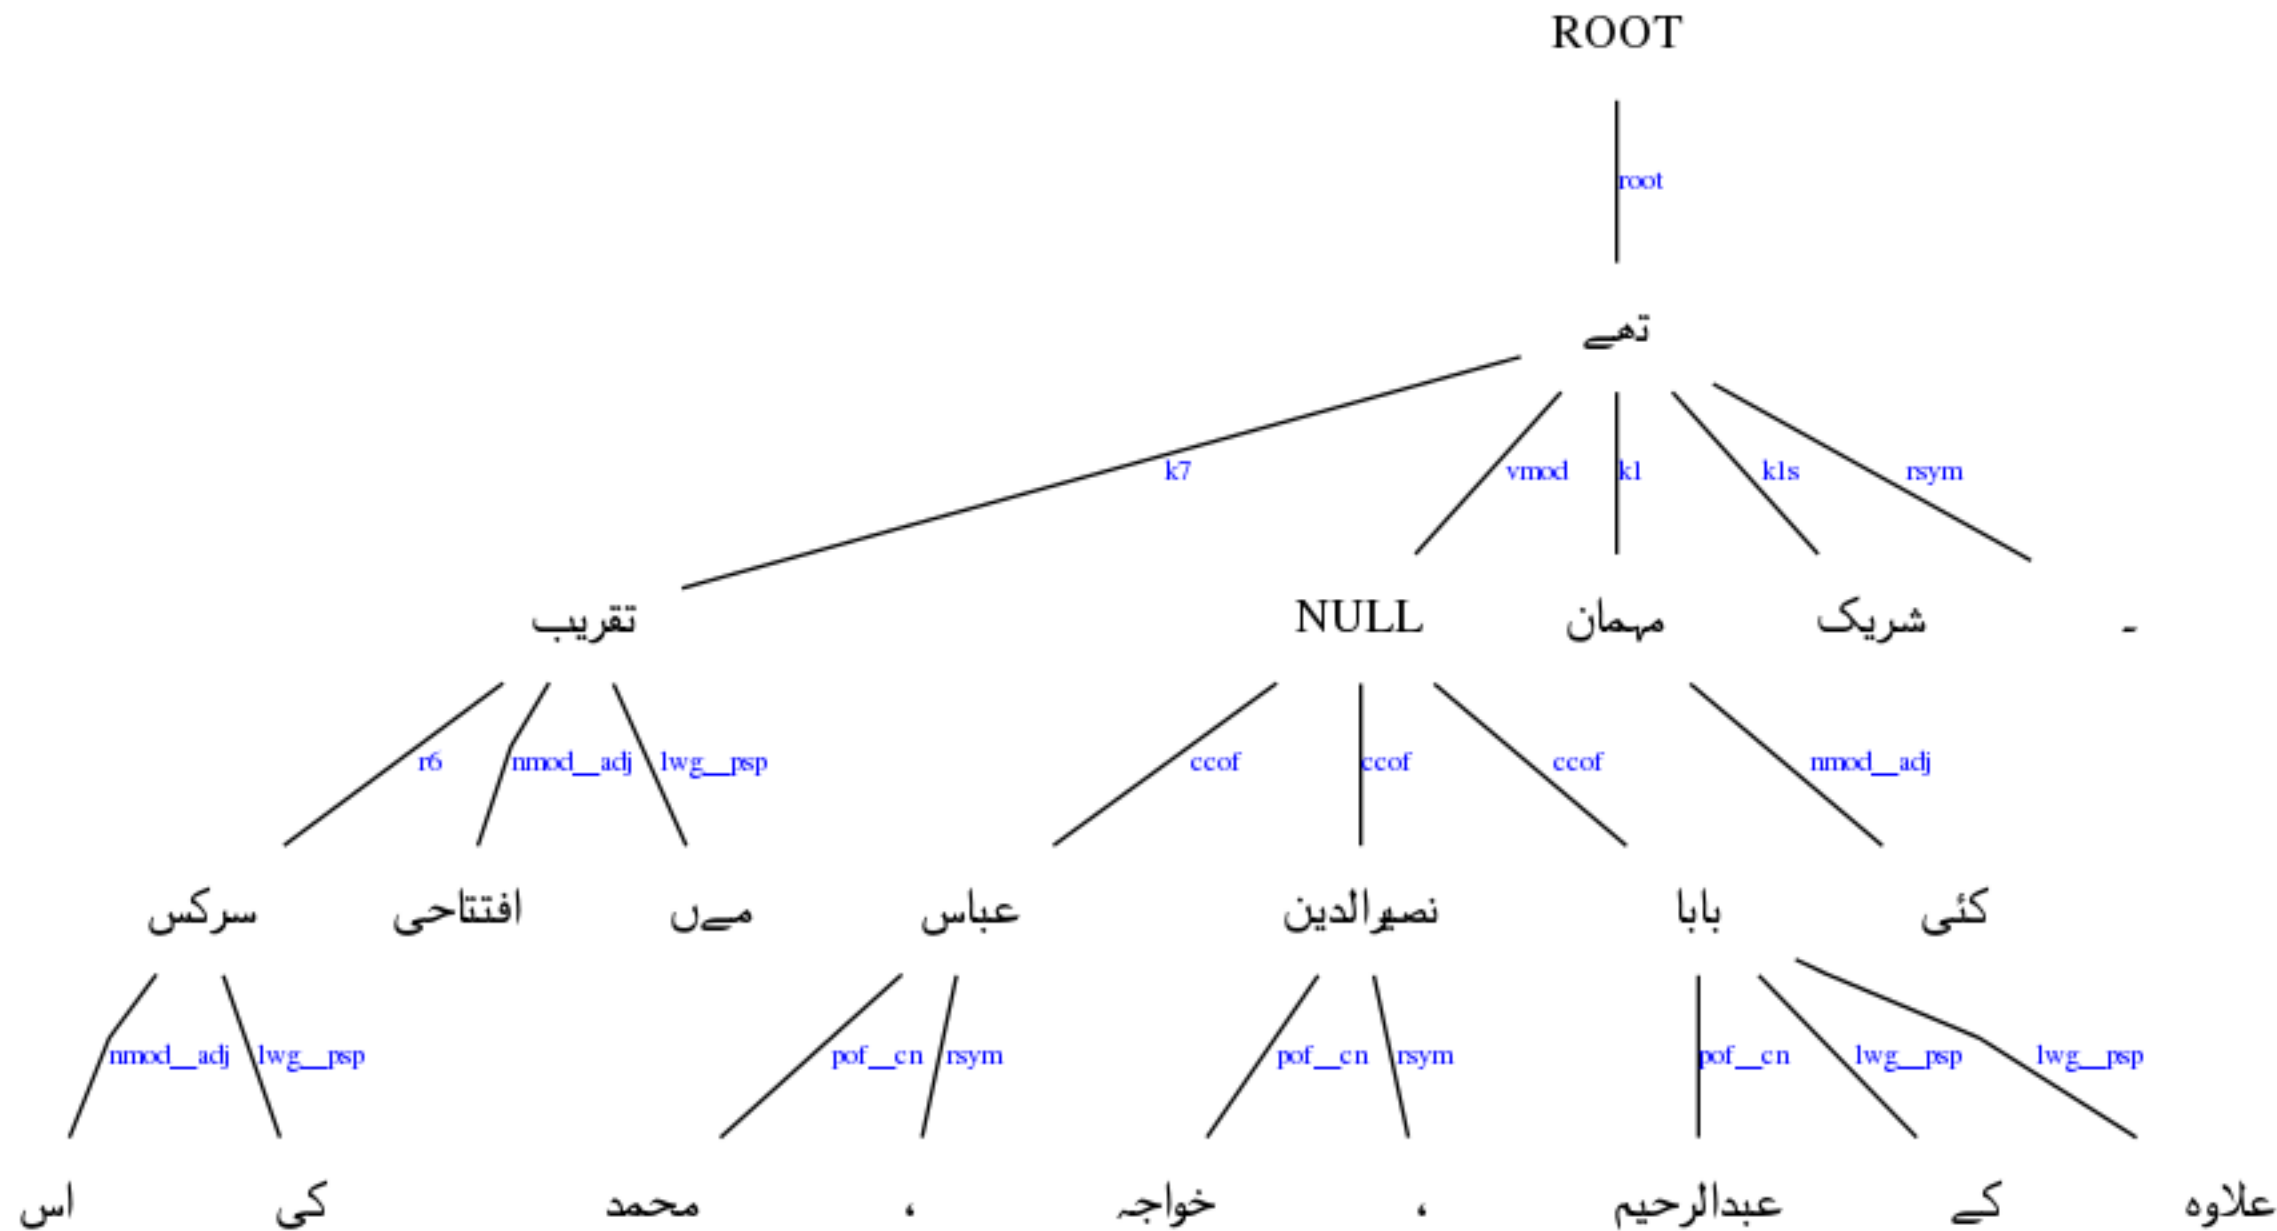 ROOT
root
تھے
k7 vmod k1 k1s rsym
تقریب NULL مہمان شریک ۔
r6 nmod__adj lwg__psp ccof ccof ccof nmod__adj
سرکس افتتاحی مےں عباس نصیرالدین بابا کئی
nmod__adj lwg__psp pof__cn rsym pof__cn rsym pof__cn lwg__psp lwg__psp
اس کی محمد ، خواجہ ، عبدالرحیم کے علاوہ